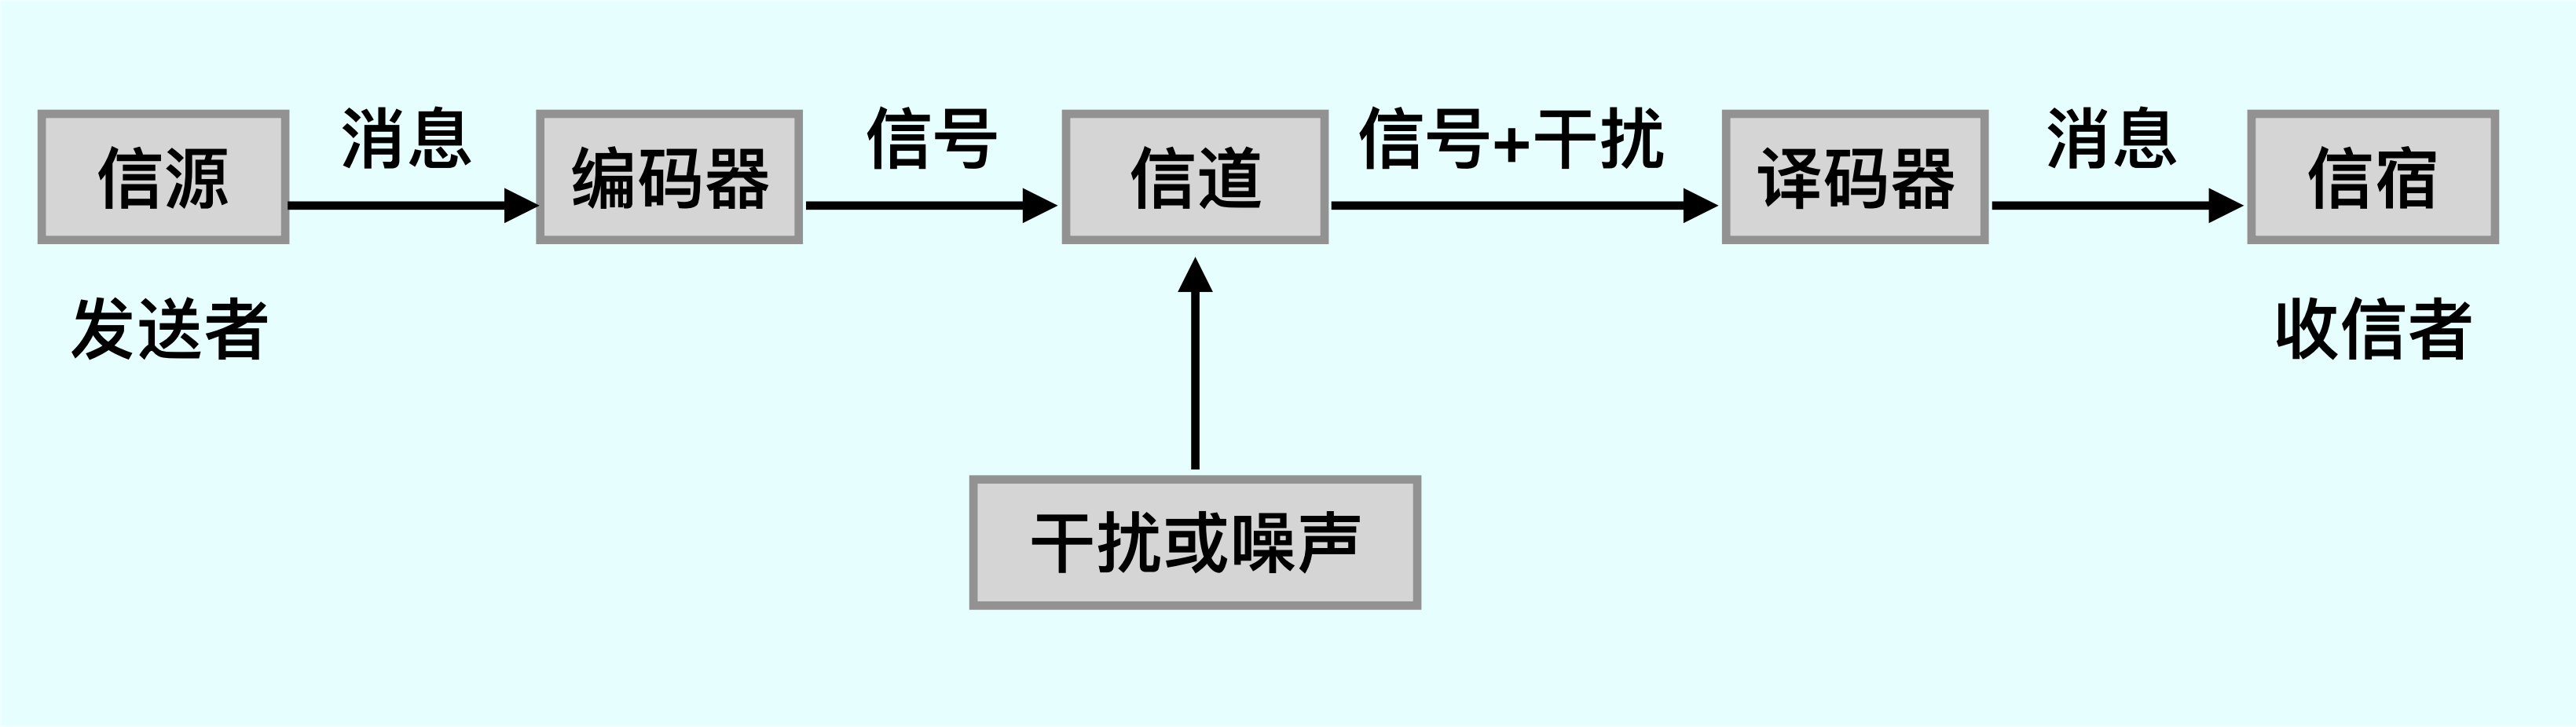 消息
信号
信号+干扰
消息
信源
编码器
信道
译码器
信宿
发送者
收信者
干扰或噪声